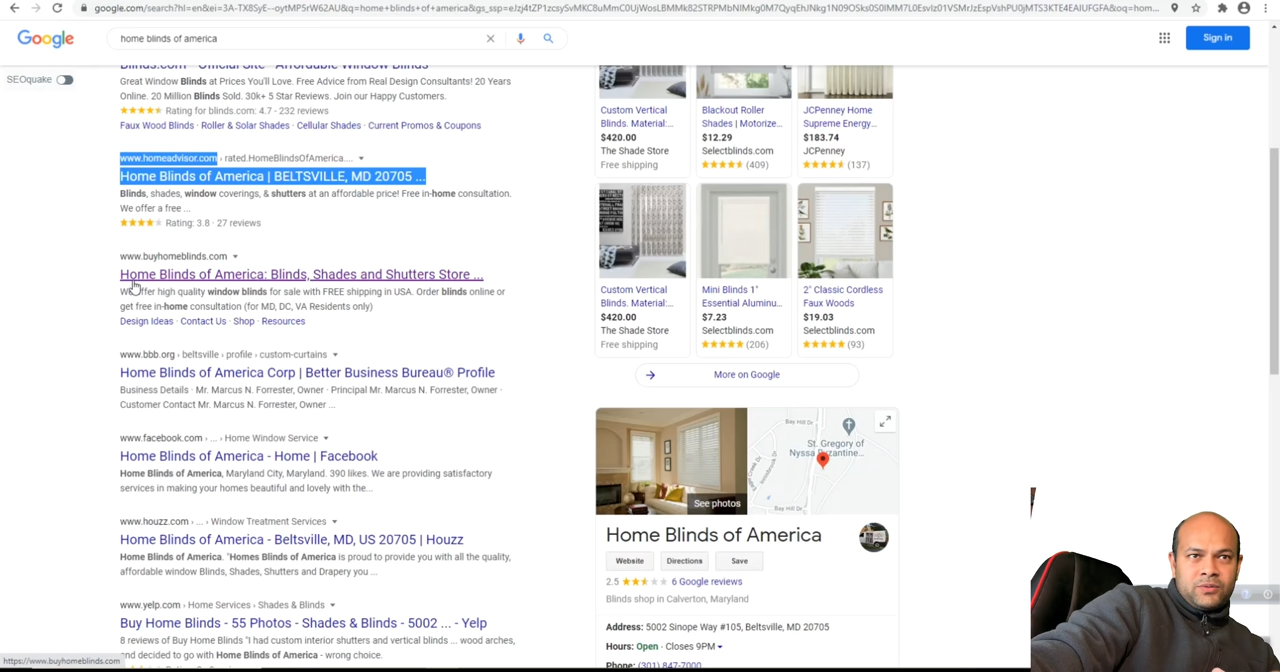 google.com/search?hl=en&ei=3A-TX8SyE--oytMP5rW62AU&q=home+blinds+of+america&gs_ssp=
Google
home blinds of america
Sign in
SEOquake
Blinds.com - Official Site - Affordable Window Blinds
Great Window Blinds at Prices You'll Love. Free Advice from Real Design Consultants! 20 Years
Online. 20 Million Blinds Sold. 30k+ 5 Star Reviews. Join our Happy Customers.
Rating for blinds.com: 4.7 - 232 reviews
Faux Wood Blinds · Roller & Solar Shades · Cellular Shades · Current Promos & Coupons
www.homeadvisor.com › rated.HomeBlindsOfAmerica....
Home Blinds of America | BELTSVILLE, MD 20705 ...
Blinds, shades, window coverings, & shutters at an affordable price! Free in-home consultation.
We offer a free ...
Rating: 3.8 · 27 reviews
www.buyhomeblinds.com
Home Blinds of America: Blinds, Shades and Shutters Store ...
We offer high quality window blinds for sale with FREE shipping in USA. Order blinds online or
get free in-home consultation (for MD, DC, VA Residents only)
Design Ideas · Contact Us · Shop · Resources
www.bbb.org › beltsville › profile › custom-curtains
Home Blinds of America Corp | Better Business Bureau® Profile
Business Details · Mr. Marcus N. Forrester, Owner · Principal Mr. Marcus N. Forrester, Owner ·
Customer Contact Mr. Marcus N. Forrester, Owner ...
www.facebook.com › ... › Home Window Service
Home Blinds of America - Home | Facebook
Home Blinds of America, Maryland City, Maryland. 390 likes. We are providing satisfactory
services in making your homes beautiful and lovely with the...
www.houzz.com › ... › Window Treatment Services
Home Blinds of America - Beltsville, MD, US 20705 | Houzz
Home Blinds of America. "Homes Blinds of America is proud to provide you with all the quality,
affordable window Blinds, Shades, Shutters and Drapery you ...
www.yelp.com › Home Services › Shades & Blinds
Buy Home Blinds - 55 Photos - Shades & Blinds - 5002 ... - Yelp
8 reviews of Buy Home Blinds "I had custom interior shutters and vertical blinds ... wood arches,
and decided to go with Home Blinds of America - wrong choice.
https://www.buyhomeblinds.com
Custom Vertical
Blinds. Material:...
$420.00
The Shade Store
Free shipping
Blackout Roller
Shades | Motorize...
$12.29
Selectblinds.com
(409)
JCPenney Home
Supreme Energy...
$183.74
JCPenney
(137)
Custom Vertical
Blinds. Material:...
$420.00
The Shade Store
Free shipping
Mini Blinds 1"
Essential Aluminu...
$7.23
Selectblinds.com
(206)
2" Classic Cordless
Faux Woods
$19.03
Selectblinds.com
(93)
More on Google
See photos
Bay Hill Dr
St. Gregory of
Nyssa Byzantine...
Bay Hill Dr
Home Blinds of America
Website
Directions
Save
2.5 6 Google reviews
Blinds shop in Calverton, Maryland
Address: 5002 Sinope Way #105, Beltsville, MD 20705
Hours: Open · Closes 9PM
Phone: (301) 847-7000